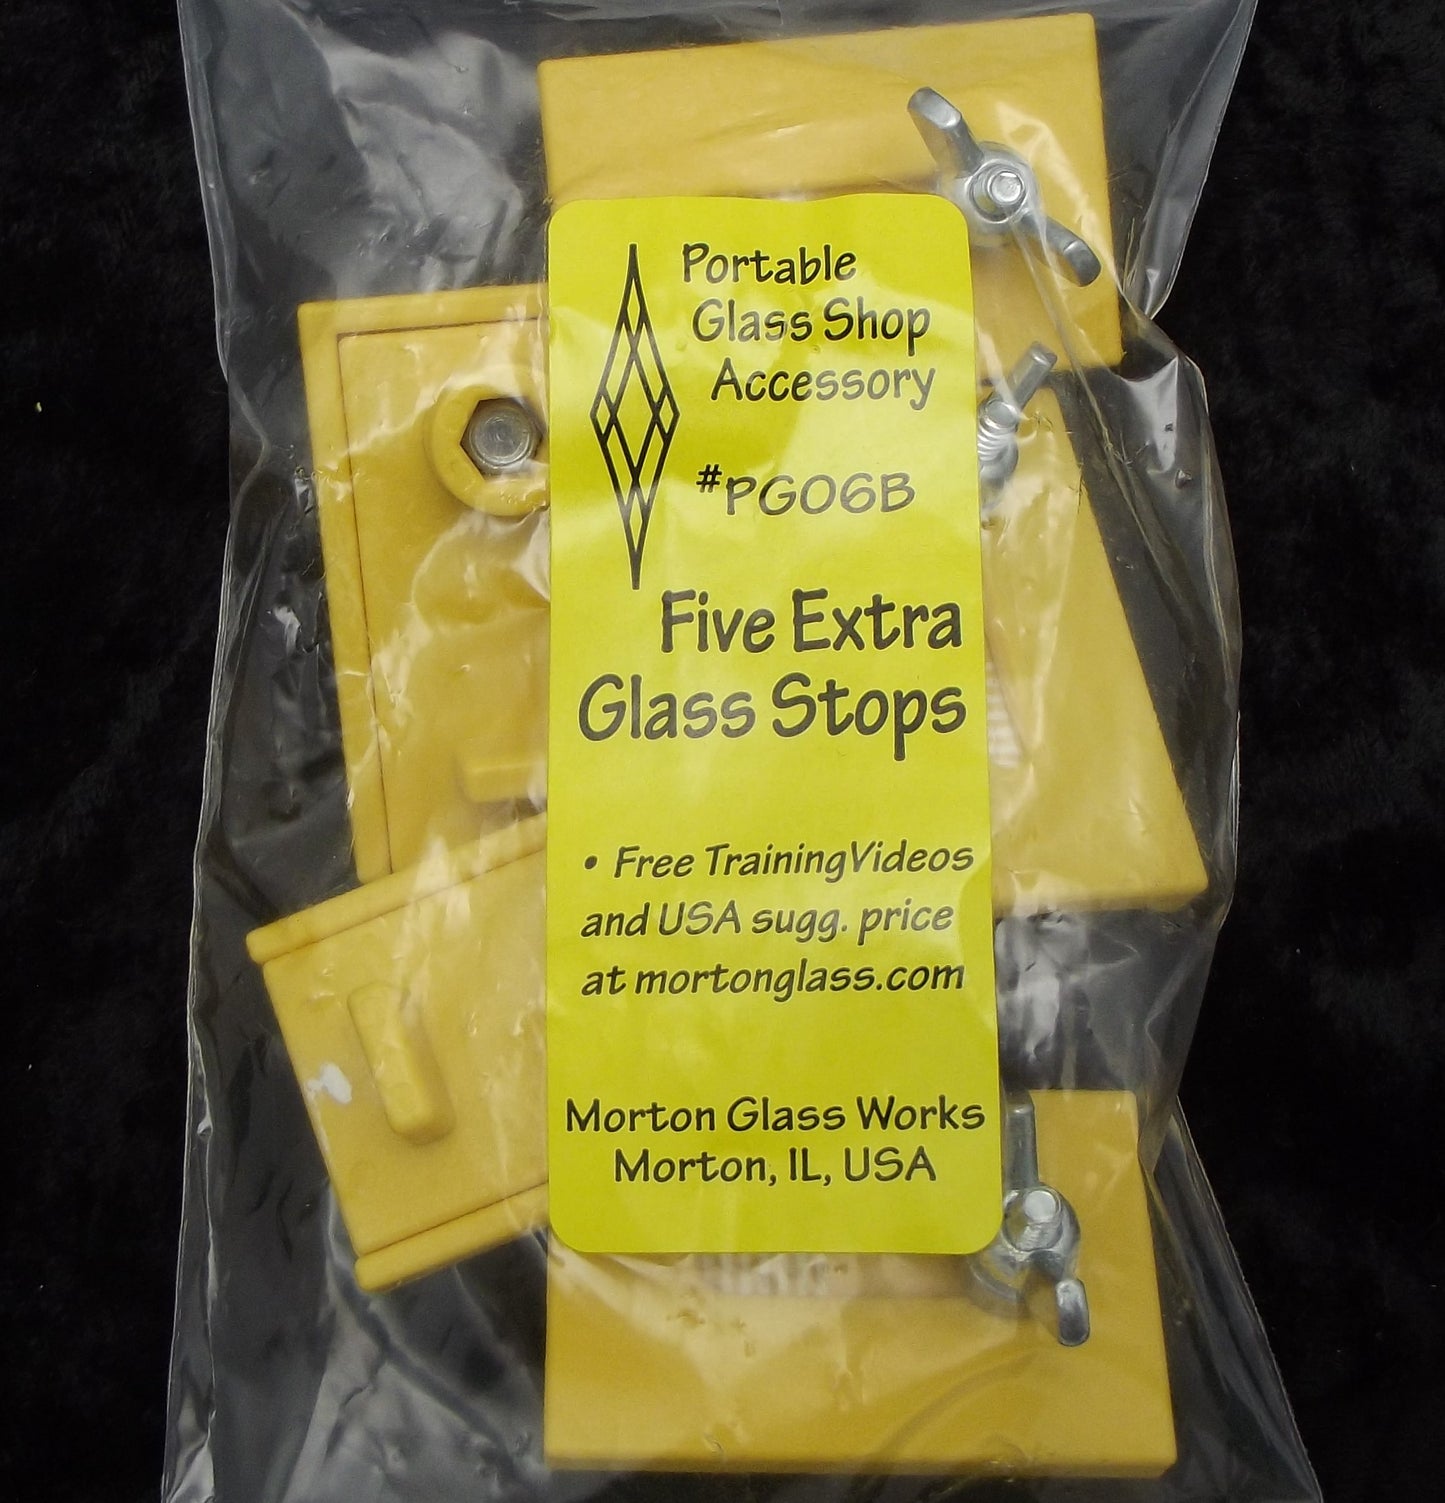 Portable
Glass Shop
Accessory
#PG06B
Five Extra
Glass Stops
• Free TrainingVideos
and USA sugg. price
at mortonglass.com
Morton Glass Works
Morton, IL, USA